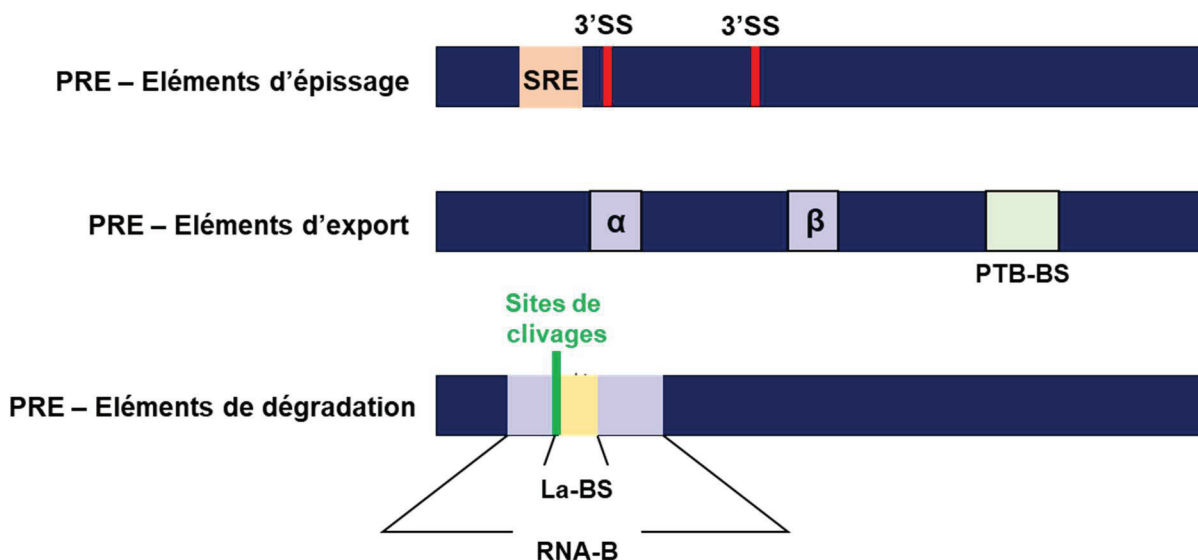 3’SS 3’SS
PRE – Eléments d’épissage
SRE
PRE – Eléments d’export
α β
PTB-BS
Sites de
clivages
PRE – Eléments de dégradation
La-BS
RNA-B